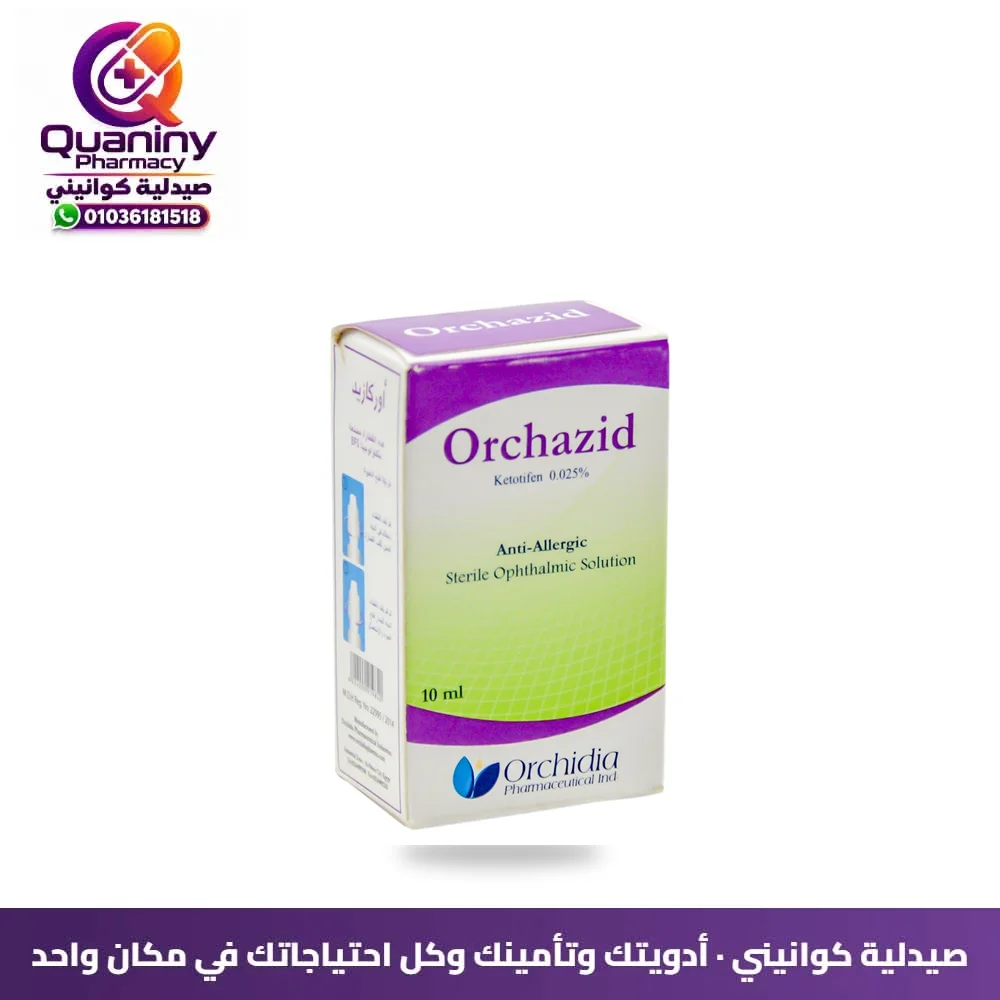 Quaniny
Pharmacy
صيدلية كوانيني
01036181518
Orchazid
Orchazid
Ketotifen 0.025%
Anti-Allergic
Sterile Ophthalmic Solution
10 ml
Orchidia
Pharmaceutical Ind.
أوركازيد
صيدلية كوانيني · أدويتك وتأمينك وكل احتياجاتك في مكان واحد